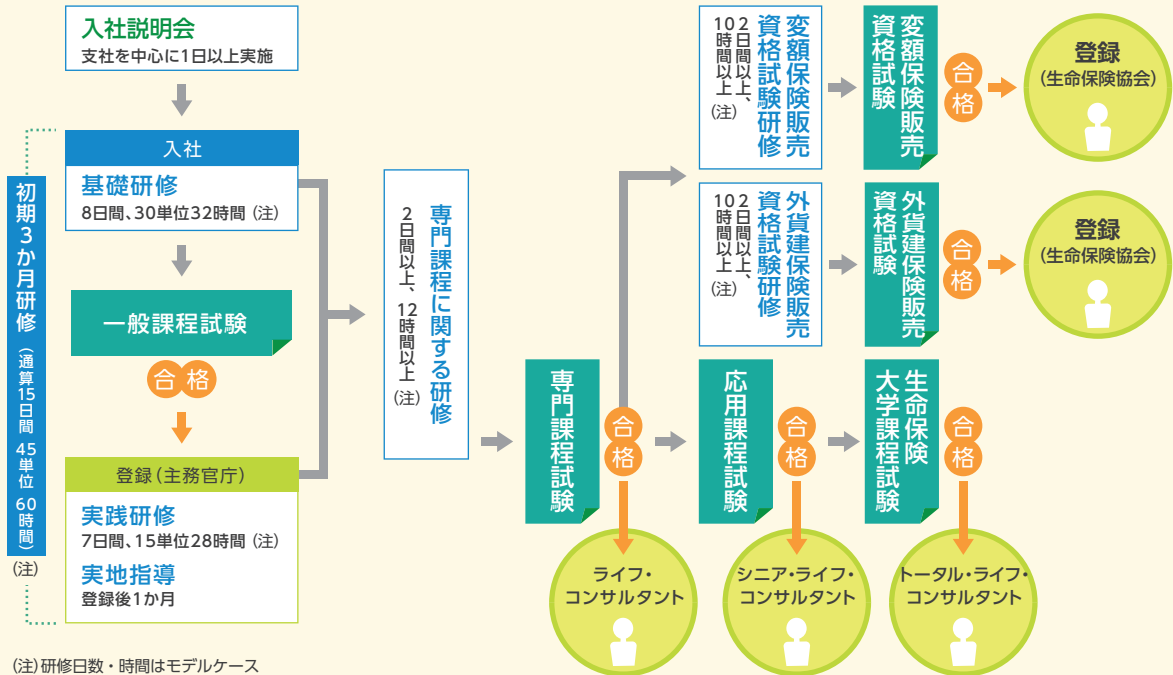 入社説明会
支社を中心に1日以上実施
入社
基礎研修
8日間、30単位32時間 (注)
一般課程試験
合格
登録(主務官庁)
実践研修
7日間、15単位28時間 (注)
実地指導
登録後1か月
初期3か月研修 (通算15日間 45単位 60時間)
(注)
専門課程に関する研修
2日間以上、12時間以上 (注)
専門課程試験
合格
ライフ・
コンサルタント
変額保険販売
資格試験研修
2日間以上、
10時間以上 (注)
変額保険販売
資格試験
合格
登録
(生命保険協会)
外貨建保険販売
資格試験研修
2日間以上、
10時間以上 (注)
外貨建保険販売
資格試験
合格
登録
(生命保険協会)
応用課程試験
合格
シニア・ライフ・
コンサルタント
生命保険
大学課程試験
合格
トータル・ライフ・
コンサルタント
(注)研修日数・時間はモデルケース